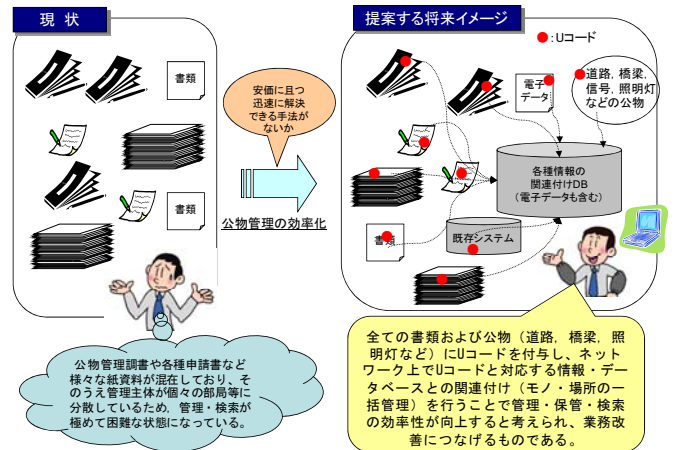 現 状
書類
書類
安価に且つ
迅速に解決
できる手法が
ないか
公物管理の効率化
公物管理調書や各種申請書など
様々な紙資料が混在しており、そ
のうえ管理主体が個々の部局等に
分散しているため，管理・検索が
極めて困難な状態になっている。
提案する将来イメージ
：Uコード
電子
データ
道路，橋梁，
信号，照明灯
などの公物
各種情報の
関連付けDB
（電子データも含む）
書類
既存システム
全ての書類および公物（道路，橋梁，照
明灯など）にUコードを付与し、ネット
ワーク上でUコードと対応する情報・デー
タベースとの関連付け（モノ・場所の一
括管理）を行うことで管理・保管・検索
の効率性が向上すると考えられ、業務改
善につなげるものである。